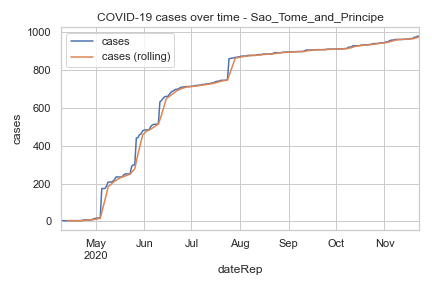 COVID-19 cases over time - Sao_Tome_and_Principe
cases
cases (rolling)
1000
800
600
400
200
0
cases
May Jun Jul Aug Sep Oct Nov
2020
dateRep